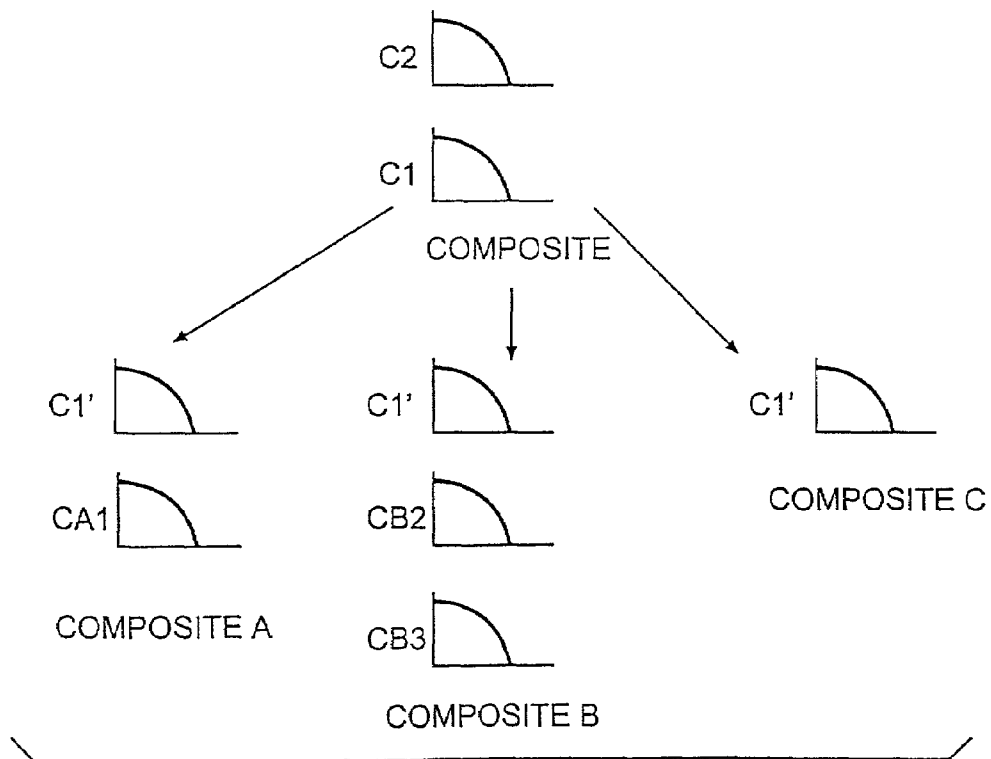 C2
C1
COMPOSITE
C1'
C1'
C1'
CA1
CB2
COMPOSITE C
COMPOSITE A
CB3
COMPOSITE B